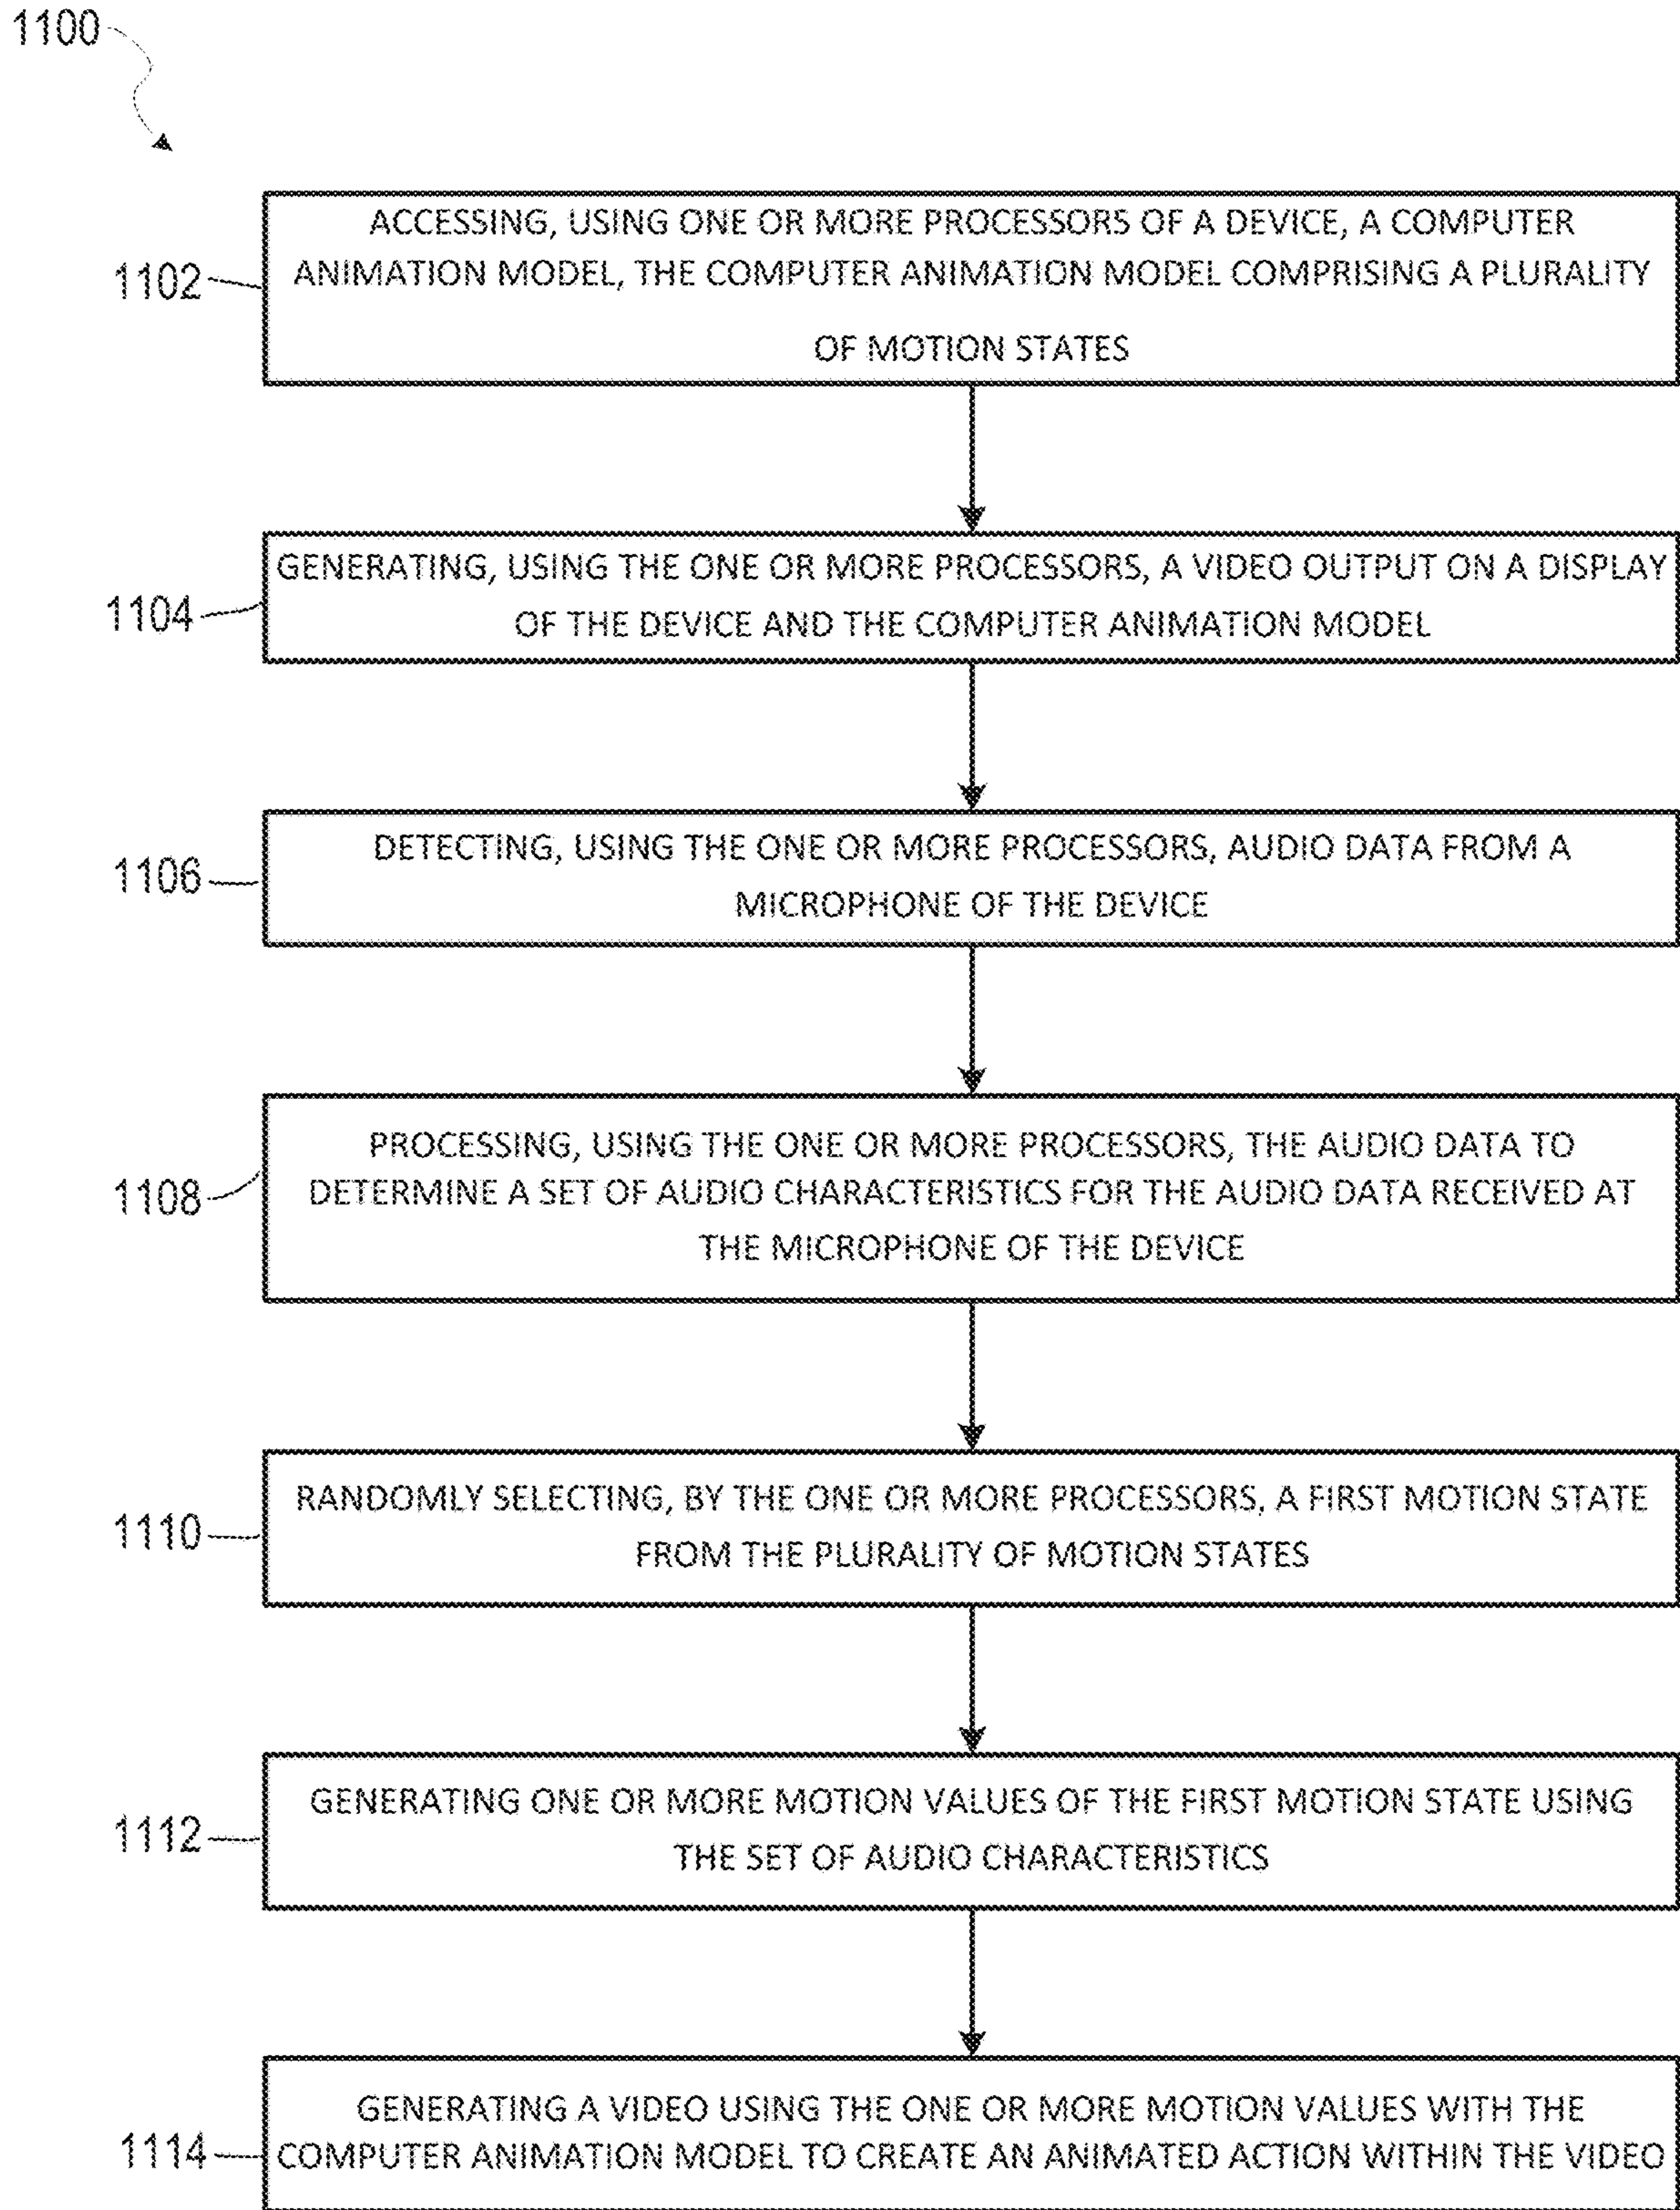 1100
ACCESSING, USING ONE OR MORE PROCESSORS OF A DEVICE, A COMPUTER
ANIMATION MODEL, THE COMPUTER ANIMATION MODEL COMPRISING A PLURALITY
OF MOTION STATES
1102
GENERATING, USING THE ONE OR MORE PROCESSORS, A VIDEO OUTPUT ON A DISPLAY
OF THE DEVICE AND THE COMPUTER ANIMATION MODEL
1104
DETECTING, USING THE ONE OR MORE PROCESSORS, AUDIO DATA FROM A
MICROPHONE OF THE DEVICE
1106
PROCESSING, USING THE ONE OR MORE PROCESSORS, THE AUDIO DATA TO
DETERMINE A SET OF AUDIO CHARACTERISTICS FOR THE AUDIO DATA RECEIVED AT
THE MICROPHONE OF THE DEVICE
1108
RANDOMLY SELECTING, BY THE ONE OR MORE PROCESSORS, A FIRST MOTION STATE
FROM THE PLURALITY OF MOTION STATES
1110
GENERATING ONE OR MORE MOTION VALUES OF THE FIRST MOTION STATE USING
THE SET OF AUDIO CHARACTERISTICS
1112
GENERATING A VIDEO USING THE ONE OR MORE MOTION VALUES WITH THE
COMPUTER ANIMATION MODEL TO CREATE AN ANIMATED ACTION WITHIN THE VIDEO
1114